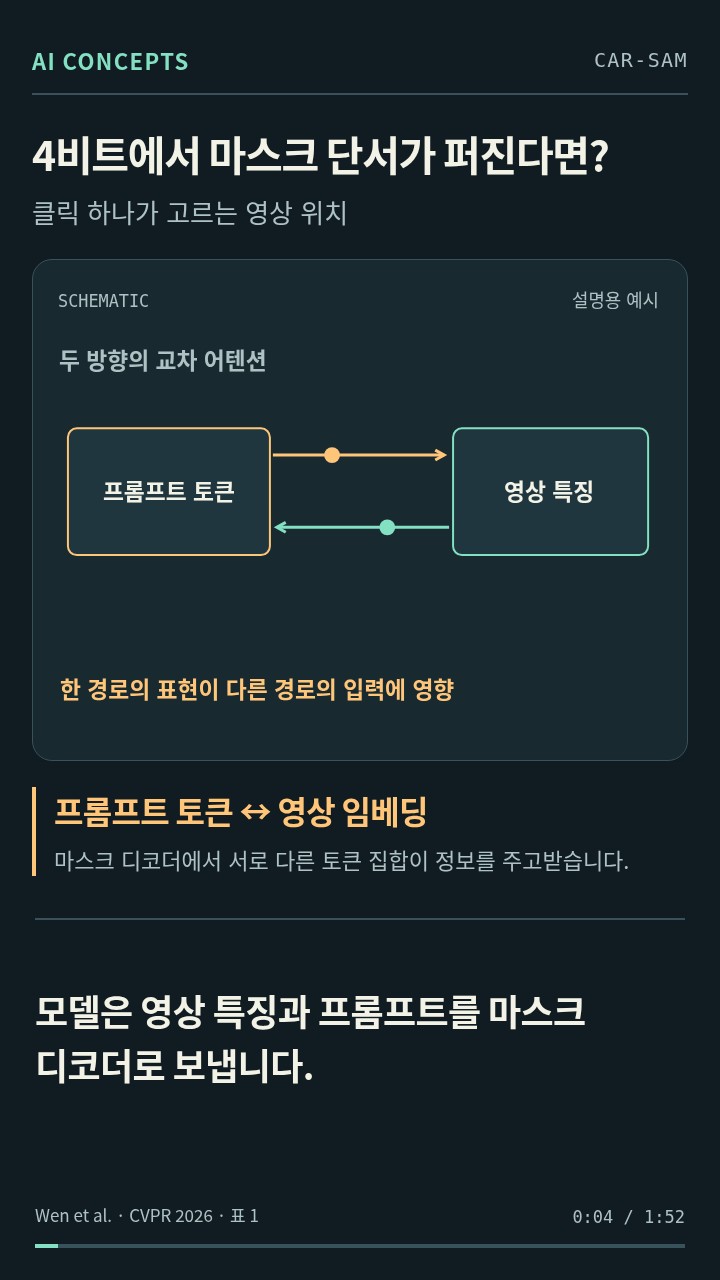 AI CONCEPTS
CAR-SAM
4비트에서 마스크 단서가 퍼진다면?
클릭 하나가 고르는 영상 위치
SCHEMATIC
설명용 예시
두 방향의 교차 어텐션
프롬프트 토큰
영상 특징
한 경로의 표현이 다른 경로의 입력에 영향
프롬프트 토큰 ↔ 영상 임베딩
마스크 디코더에서 서로 다른 토큰 집합이 정보를 주고받습니다.
모델은 영상 특징과 프롬프트를 마스크
디코더로 보냅니다.
Wen et al. · CVPR 2026 · 표 1
0:04 / 1:52